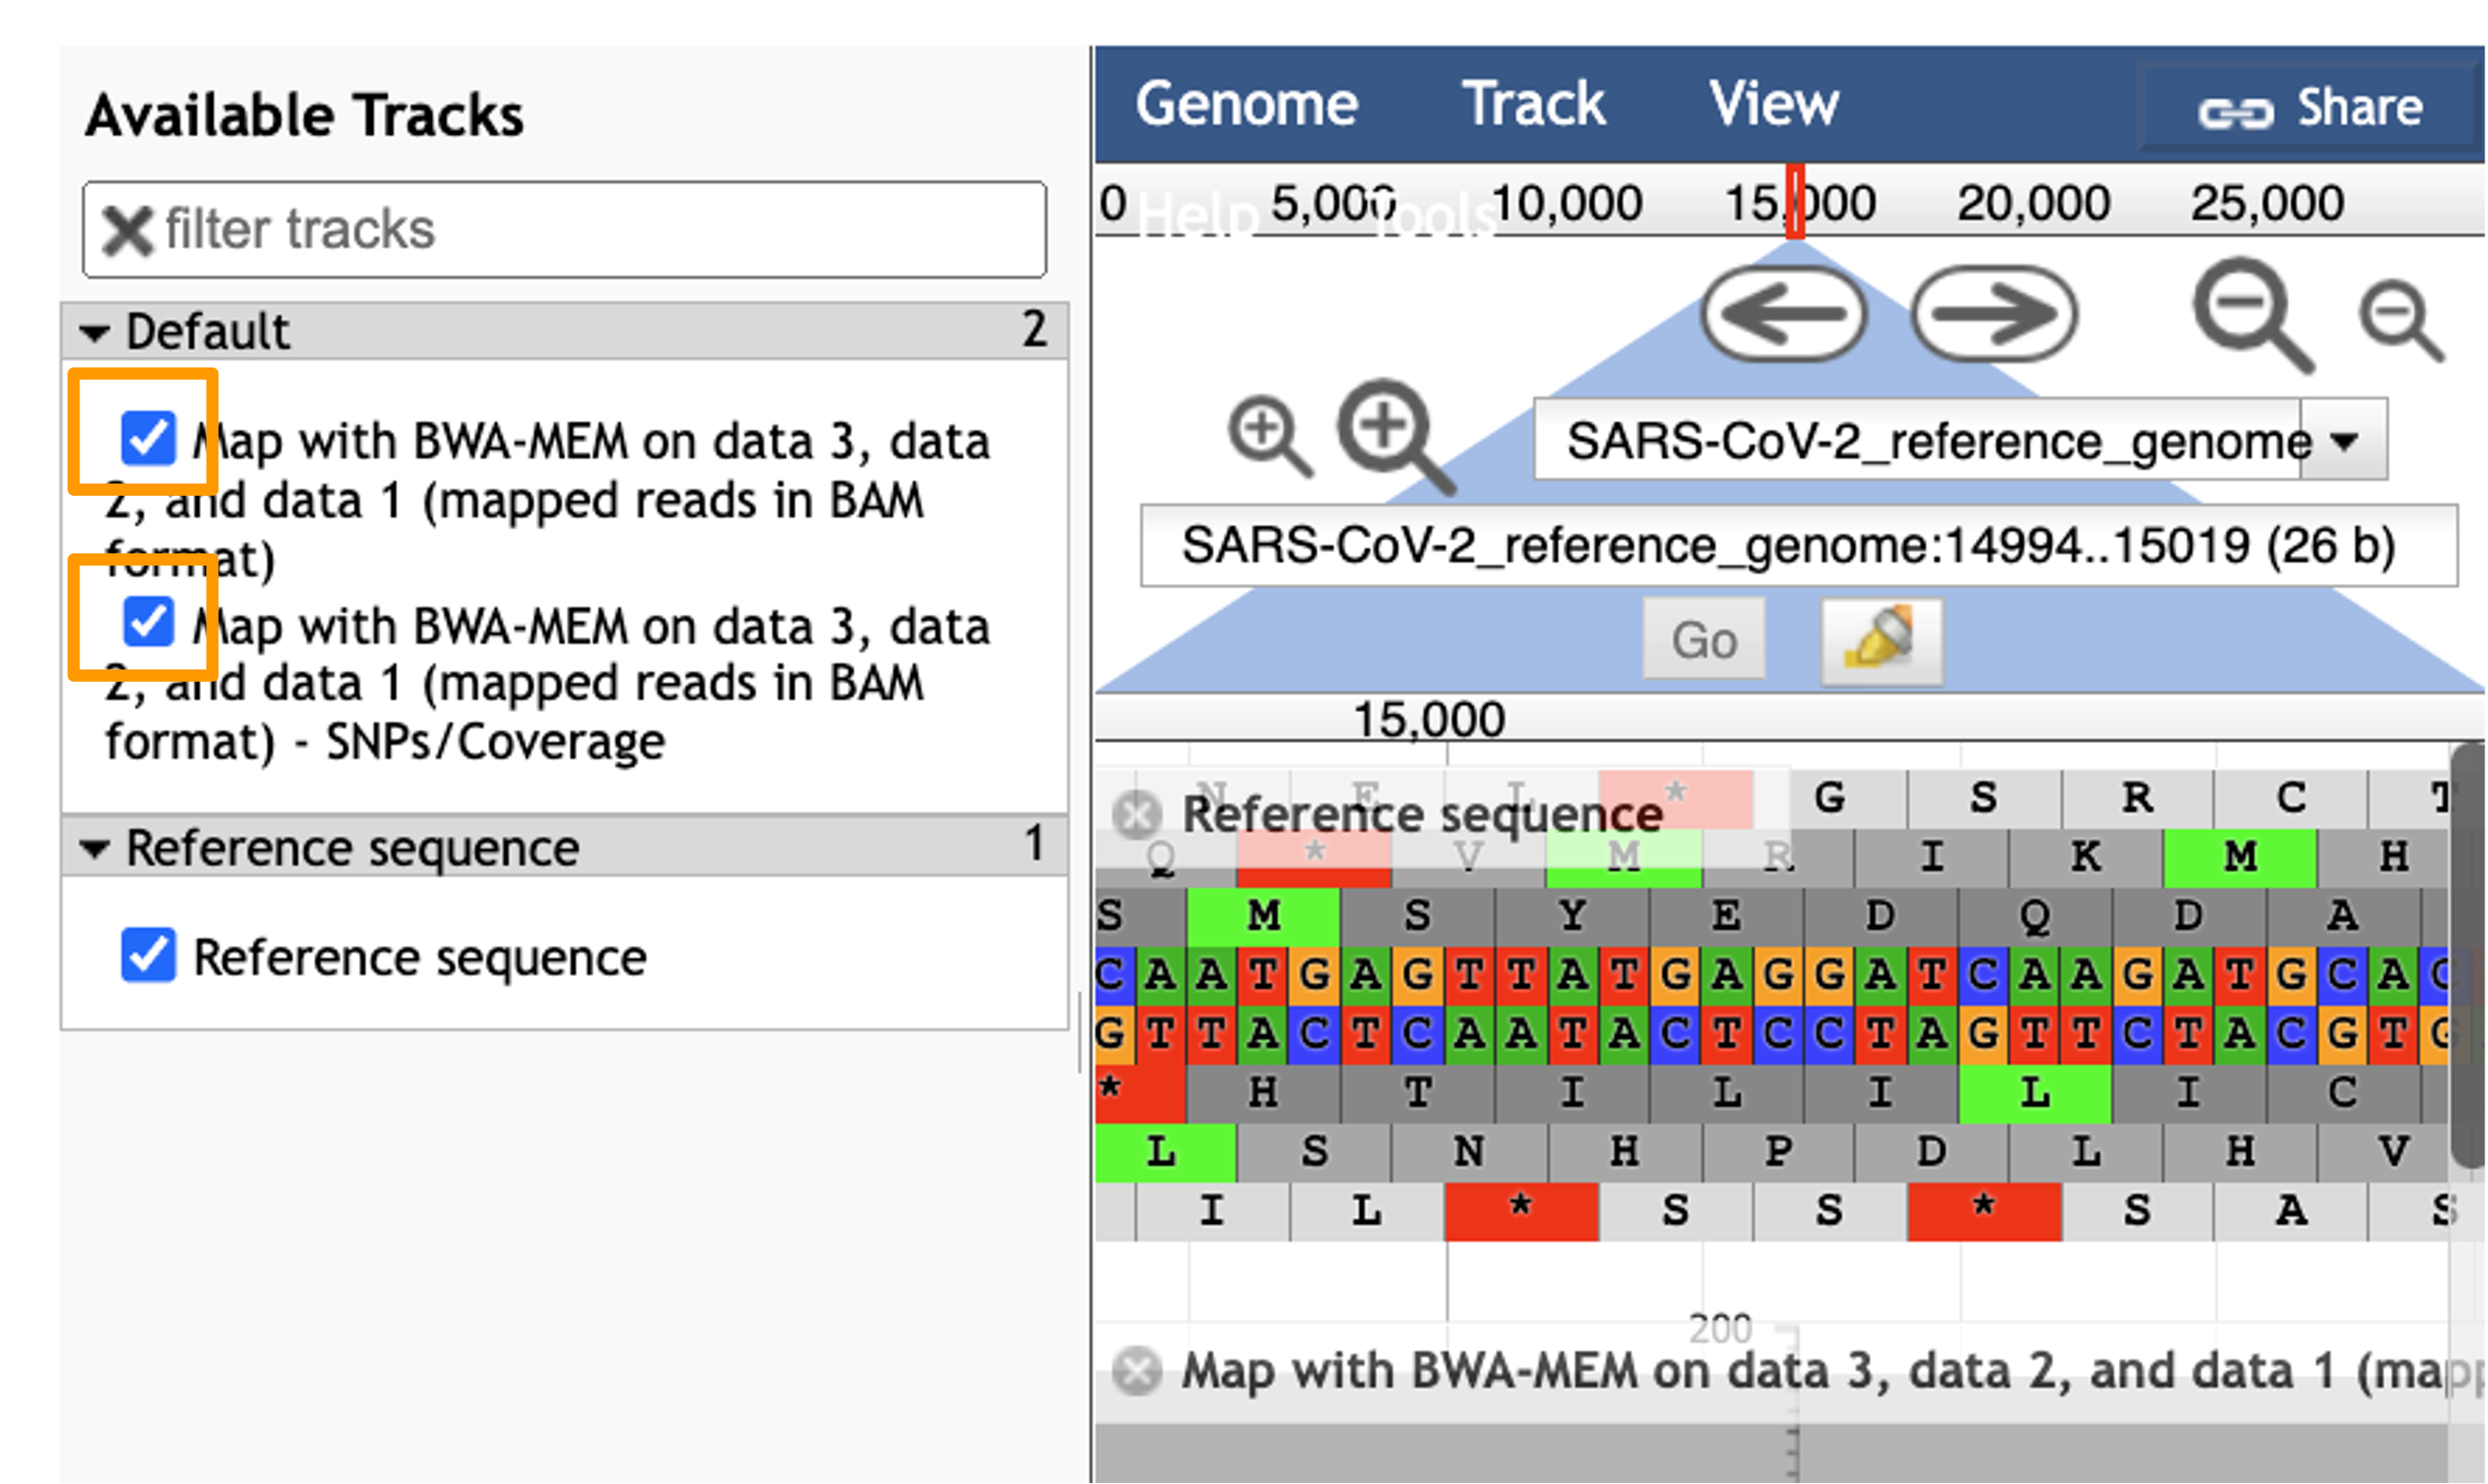 Available Tracks
filter tracks
Default 2
Map with BWA-MEM on data 3, data
2, and data 1 (mapped reads in BAM
format)
Map with BWA-MEM on data 3, data
2, and data 1 (mapped reads in BAM
format) - SNPs/Coverage
Reference sequence 1
Reference sequence
Genome Track View Share
Help Tools
0 5,000 10,000 15,000 20,000 25,000
SARS-CoV-2_reference_genome
SARS-CoV-2_reference_genome:14994..15019 (26 b)
Go
15,000
N E L * G S R C T
Reference sequence
Q * V M R I K M H
S M S Y E D Q D A
C A A T G A G T T A T G A G G A T C A A G A T G C A C
G T T A C T C A A T A C T C C T A G T T C T A C G T G
* H T I L I L I C
L S N H P D L H V
I L * S S * S A S
200
Map with BWA-MEM on data 3, data 2, and data 1 (mapp